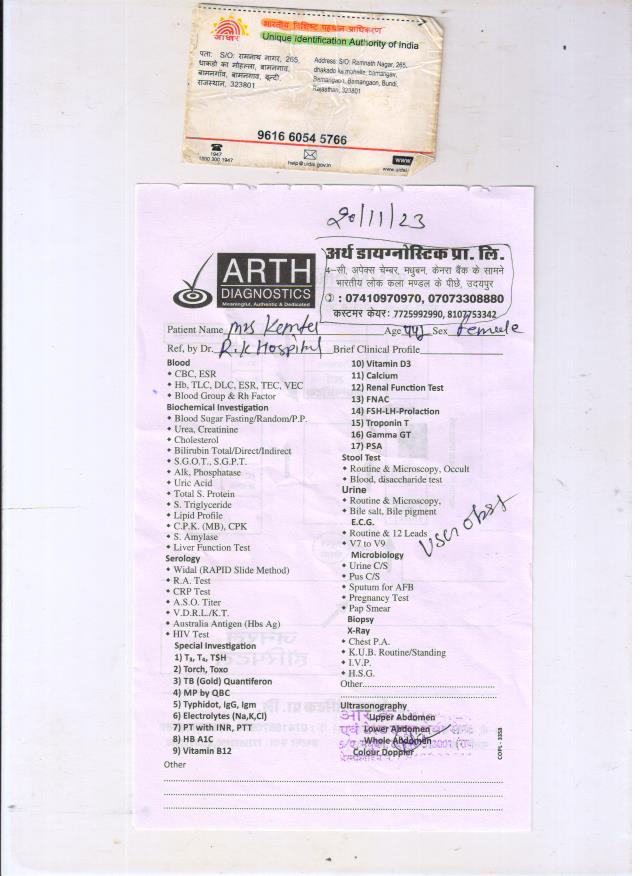 आधार
भारतीय विशिष्ट पहचान प्राधिकरण
Unique Identification Authority of India
पता: S/O: रामनाथ नागर, 265,
धाकडो का मोहल्ला, बामनगांव,
बामनगाँव, बामनगाव, बून्दी,
राजस्थान, 323801
Address: S/O: Ramnath Nagar, 265,
dhakado ka mohelle, bamangav,
Bamangaon, Bamangaon, Bundi,
Rajasthan, 323801
9616 6054 5766
1947
1800 300 1947
help@uidai.gov.in
WWW
www.uidai
20/11/23
ARTH
DIAGNOSTICS
Meaningful, Authentic & Dedicated
अर्थ डायग्नोस्टिक प्रा. लि.
4-सी, अपेक्स चेम्बर, मधुबन, केनरा बैंक के सामने
भारतीय लोक कला मण्डल के पीछे, उदयपुर
: 07410970970, 07073308880
कस्टमर केयर: 7725992990, 8107753342
Patient Name Mrs Age 44 Sex female
Ref, by Dr. R.K Hospital Brief Clinical Profile
Blood
• CBC, ESR
• Hb, TLC, DLC, ESR, TEC, VEC
• Blood Group & Rh Factor
Biochemical Investigation
• Blood Sugar Fasting/Random/P.P.
• Urea, Creatinine
• Cholesterol
• Bilirubin Total/Direct/Indirect
• S.G.O.T., S.G.P.T.
• Alk, Phosphatase
• Uric Acid
• Total S. Protein
• S. Triglyceride
• Lipid Profile
• C.P.K. (MB), CPK
• S. Amylase
• Liver Function Test
Serology
• Widal (RAPID Slide Method)
• R.A. Test
• CRP Test
• A.S.O. Titer
• V.D.R.L./K.T.
• Australia Antigen (Hbs Ag)
• HIV Test
Special Investigation
1) T₃, T₄, TSH
2) Torch, Toxo
3) TB (Gold) Quantiferon
4) MP by QBC
5) Typhidot, IgG, Igm
6) Electrolytes (Na,K,Cl)
7) PT with INR, PTT
8) HB A1C
9) Vitamin B12
Other
10) Vitamin D3
11) Calcium
12) Renal Function Test
13) FNAC
14) FSH-LH-Prolaction
15) Troponin T
16) Gamma GT
17) PSA
Stool Test
• Routine & Microscopy, Occult
• Blood, disaccharide test
Urine
• Routine & Microscopy,
• Bile salt, Bile pigment
E.C.G.
• Routine & 12 Leads
• V7 to V9
Microbiology
• Urine C/S
• Pus C/S
• Sputum for AFB
• Pregnancy Test
• Pap Smear
Biopsy
X-Ray
• Chest P.A.
• K.U.B. Routine/Standing
• I.V.P.
• H.S.G.
Other
Ultrasonography
Upper Abdomen
Lower Abdomen
Whole Abdomen
Colour Doppler
COPL - 3358